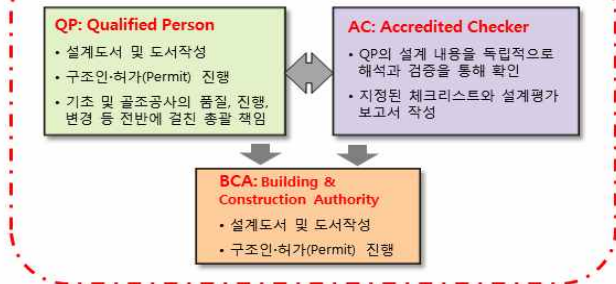 QP: Qualified Person
• 설계도서 및 도서작성
• 구조인·허가(Permit) 진행
• 기초 및 골조공사의 품질, 진행,
변경 등 전반에 걸친 총괄 책임
AC: Accredited Checker
• QP의 설계 내용을 독립적으로
해석과 검증을 통해 확인
• 지정된 체크리스트와 설계평가
보고서 작성
BCA: Building &
Construction Authority
• 설계도서 및 도서작성
• 구조인·허가(Permit) 진행